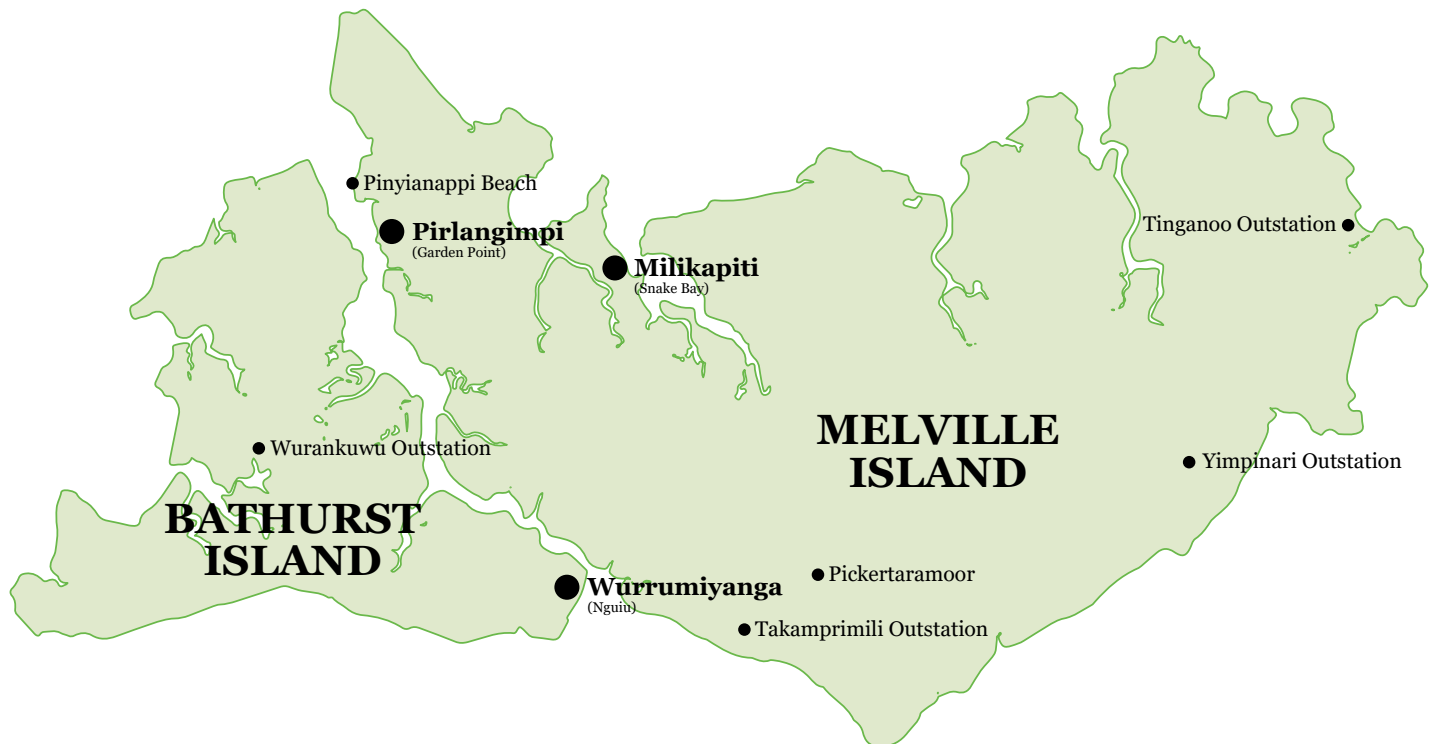 Pinyianappi Beach
Pirlangimpi
(Garden Point)
Tinganoo Outstation
Milikapiti
(Snake Bay)
MELVILLE
ISLAND
Wurankuwu Outstation
Yimpinari Outstation
BATHURST
ISLAND
Pickertaramoor
Wurrumiyanga
(Nguiu)
Takamprimili Outstation